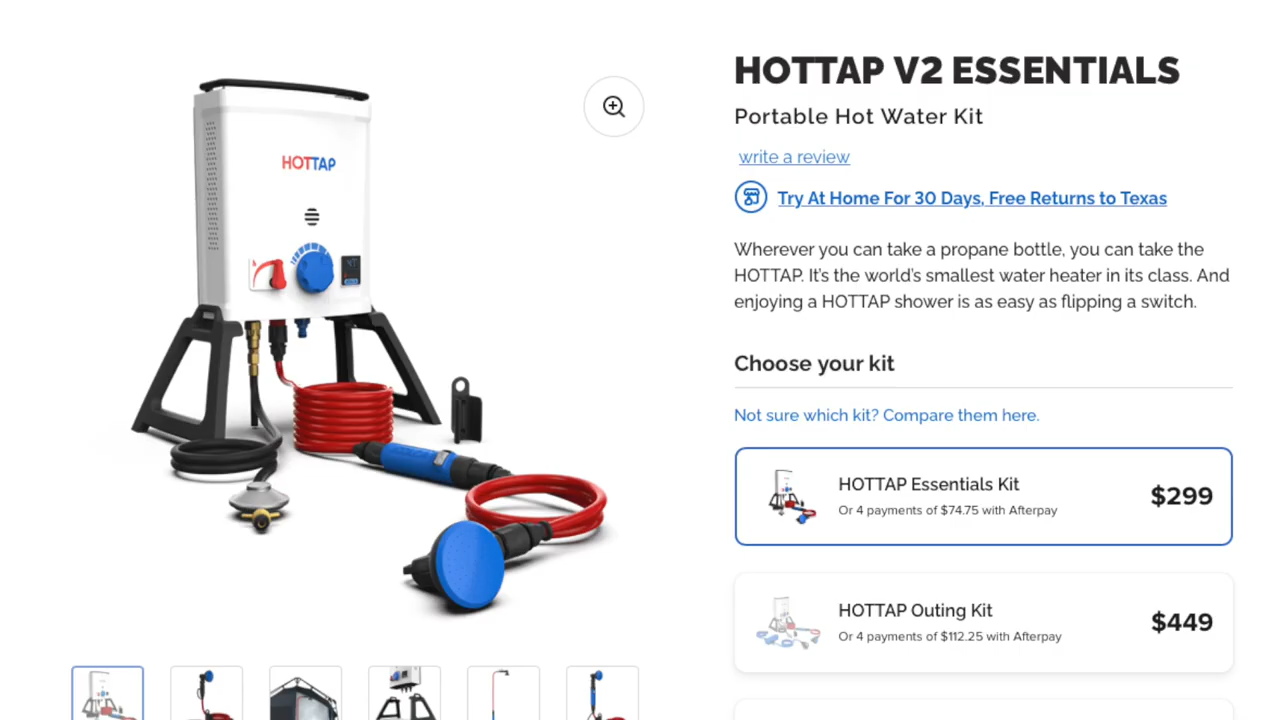 HOTTAP V2 ESSENTIALS
Portable Hot Water Kit
write a review
Try At Home For 30 Days, Free Returns to Texas
Wherever you can take a propane bottle, you can take the
HOTTAP. It's the world's smallest water heater in its class. And
enjoying a HOTTAP shower is as easy as flipping a switch.
Choose your kit
Not sure which kit? Compare them here.
HOTTAP Essentials Kit
Or 4 payments of $74.75 with Afterpay
$299
HOTTAP Outing Kit
Or 4 payments of $112.25 with Afterpay
$449
HOTTAP